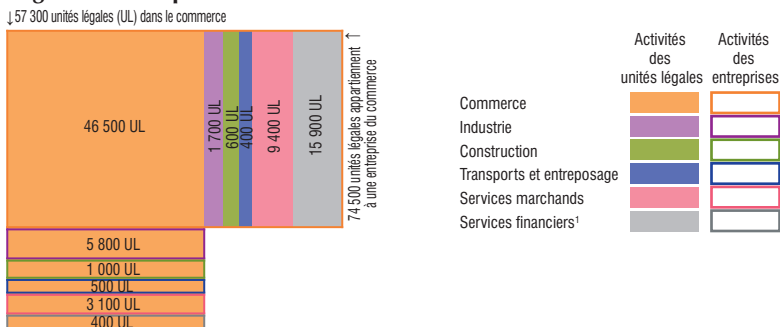 ↓57 300 unités légales (UL) dans le commerce
46 500 UL
1 700 UL
600 UL
400 UL
9 400 UL
15 900 UL
74 500 unités légales appartiennent
à une entreprise du commerce
5 800 UL
1 000 UL
500 UL
3 100 UL
400 UL
Activités
des
unités légales
Activités
des
entreprises
Commerce
Industrie
Construction
Transports et entreposage
Services marchands
Services financiers¹